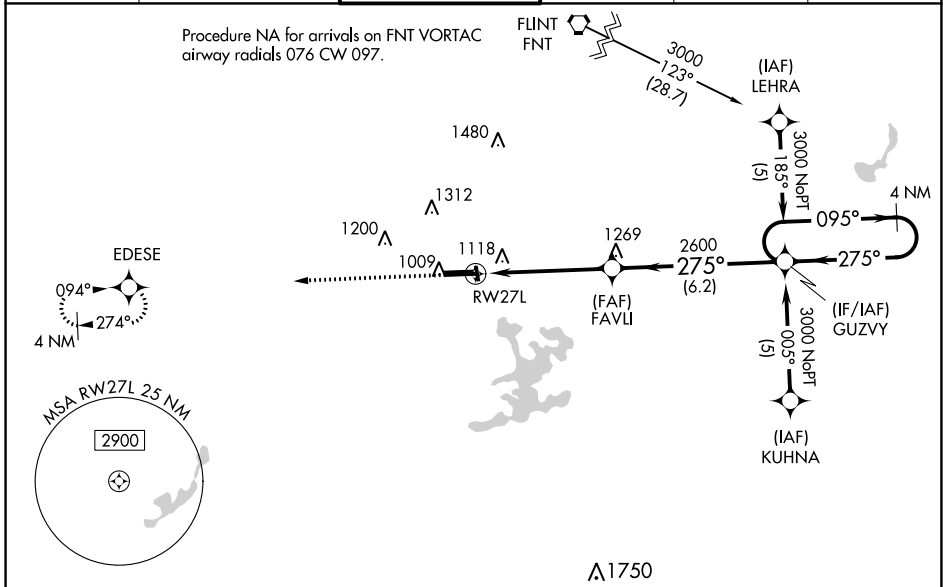 Procedure NA for arrivals on FNT VORTAC
airway radials 076 CW 097.
FLINT
FNT
3000
123°
(28.7)
(IAF)
LEHRA
3000 NoPT
185°
(5)
4 NM
095°
275°
1480
1312
1200
1118
1009
1269
2600
275°
(6.2)
RW27L
(FAF)
FAVLI
(IF/IAF)
GUZVY
3000 NoPT
005°
(5)
(IAF)
KUHNA
EDESE
094°
274°
4 NM
MSA RW27L 25 NM
2900
1750